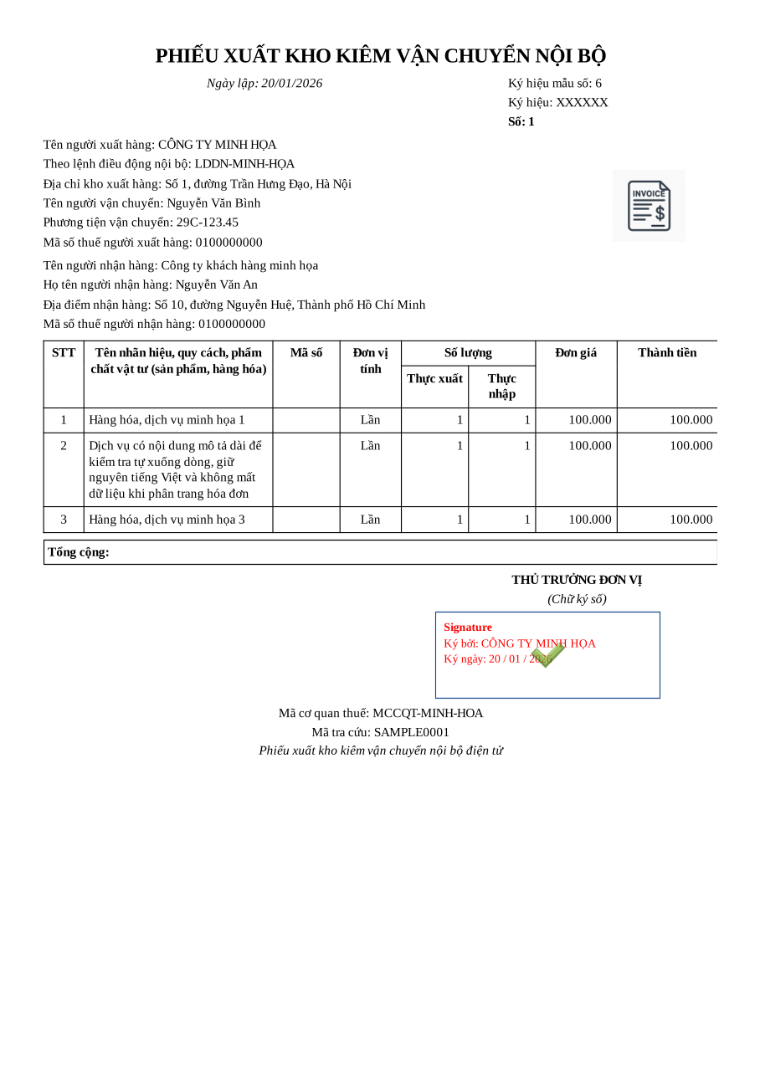 PHIẾU XUẤT KHO KIÊM VẬN CHUYỂN NỘI BỘ
Ngày lập: 20/01/2026
Ký hiệu mẫu số: 6
Ký hiệu: XXXXXX
Số: 1
Tên người xuất hàng: CÔNG TY MINH HỌA
Theo lệnh điều động nội bộ: LDDN-MINH-HỌA
Địa chỉ kho xuất hàng: Số 1, đường Trần Hưng Đạo, Hà Nội
Tên người vận chuyển: Nguyễn Văn Bình
Phương tiện vận chuyển: 29C-123.45
Mã số thuế người xuất hàng: 0100000000
INVOICE
$
Tên người nhận hàng: Công ty khách hàng minh họa
Họ tên người nhận hàng: Nguyễn Văn An
Địa điểm nhận hàng: Số 10, đường Nguyễn Huệ, Thành phố Hồ Chí Minh
Mã số thuế người nhận hàng: 0100000000
STT Tên nhãn hiệu, quy cách, phẩm Mã số Đơn vị Số lượng Đơn giá Thành tiền
chất vật tư (sản phẩm, hàng hóa) tính
Thực xuất Thực
nhập
1 Hàng hóa, dịch vụ minh họa 1 Lần 1 1 100.000 100.000
2 Dịch vụ có nội dung mô tả dài để Lần 1 1 100.000 100.000
kiểm tra tự xuống dòng, giữ
nguyên tiếng Việt và không mất
dữ liệu khi phân trang hóa đơn
3 Hàng hóa, dịch vụ minh họa 3 Lần 1 1 100.000 100.000
Tổng cộng:
THỦ TRƯỞNG ĐƠN VỊ
(Chữ ký số)
Signature
Ký bởi: CÔNG TY MINH HỌA
Ký ngày: 20 / 01 / 2026
Mã cơ quan thuế: MCCQT-MINH-HOA
Mã tra cứu: SAMPLE0001
Phiếu xuất kho kiêm vận chuyển nội bộ điện tử